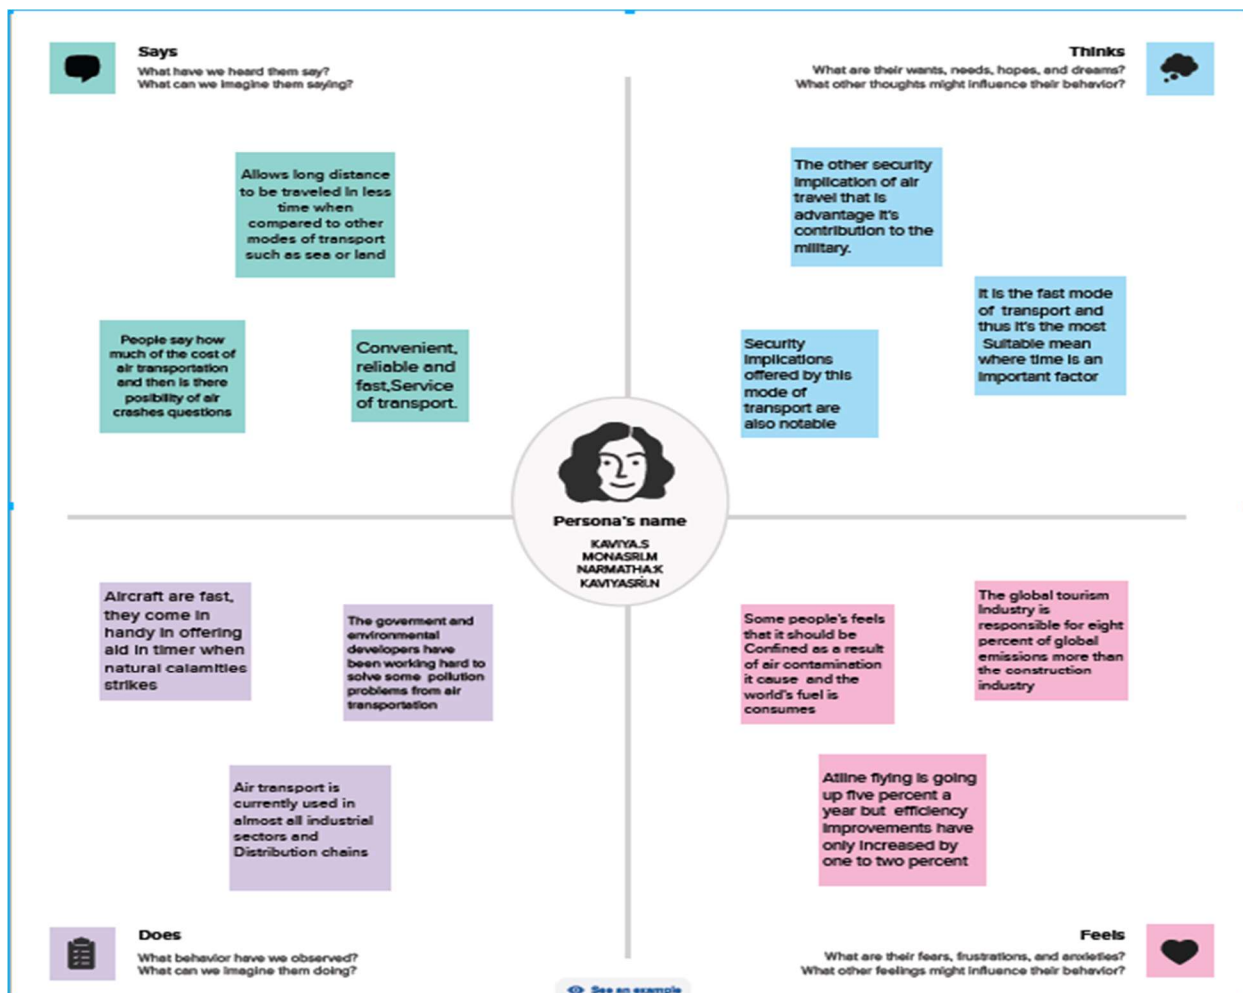 Says
What have we heard them say?
What can we imagine them saying?
Thinks
What are their wants, needs, hopes, and dreams?
What other thoughts might influence their behavior?
Allows long distance
to be traveled in less
time when
compared to other
modes of transport
such as sea or land
People say how
much of the cost of
air transportation
and then is there
posibility of air
crashes questions
Convenient,
reliable and
fast,Service
of transport.
The other security
implication of air
travel that is
advantage it's
contribution to the
military.
It is the fast mode
of transport and
thus it's the most
Suitable mean
where time is an
important factor
Security
implications
offered by this
mode of
transport are
also notable
Persona's name
KAVIYA.S
MONASRI.M
NARMATHA.K
KAVIYASRI.N
Aircraft are fast,
they come in
handy in offering
aid in timer when
natural calamities
strikes
The goverment and
environmental
developers have
been working hard to
solve some pollution
problems from air
transportation
Air transport is
currently used in
almost all industrial
sectors and
Distribution chains
Some people's feels
that it should be
Confined as a result
of air contamination
it cause and the
world's fuel is
consumes
The global tourism
Industry is
responsible for eight
percent of global
emissions more than
the construction
industry
Atline flying is going
up five percent a
year but efficiency
improvements have
only increased by
one to two percent
Does
What behavior have we observed?
What can we imagine them doing?
Feels
What are their fears, frustrations, and anxieties?
What other feelings might influence their behavior?
See an example